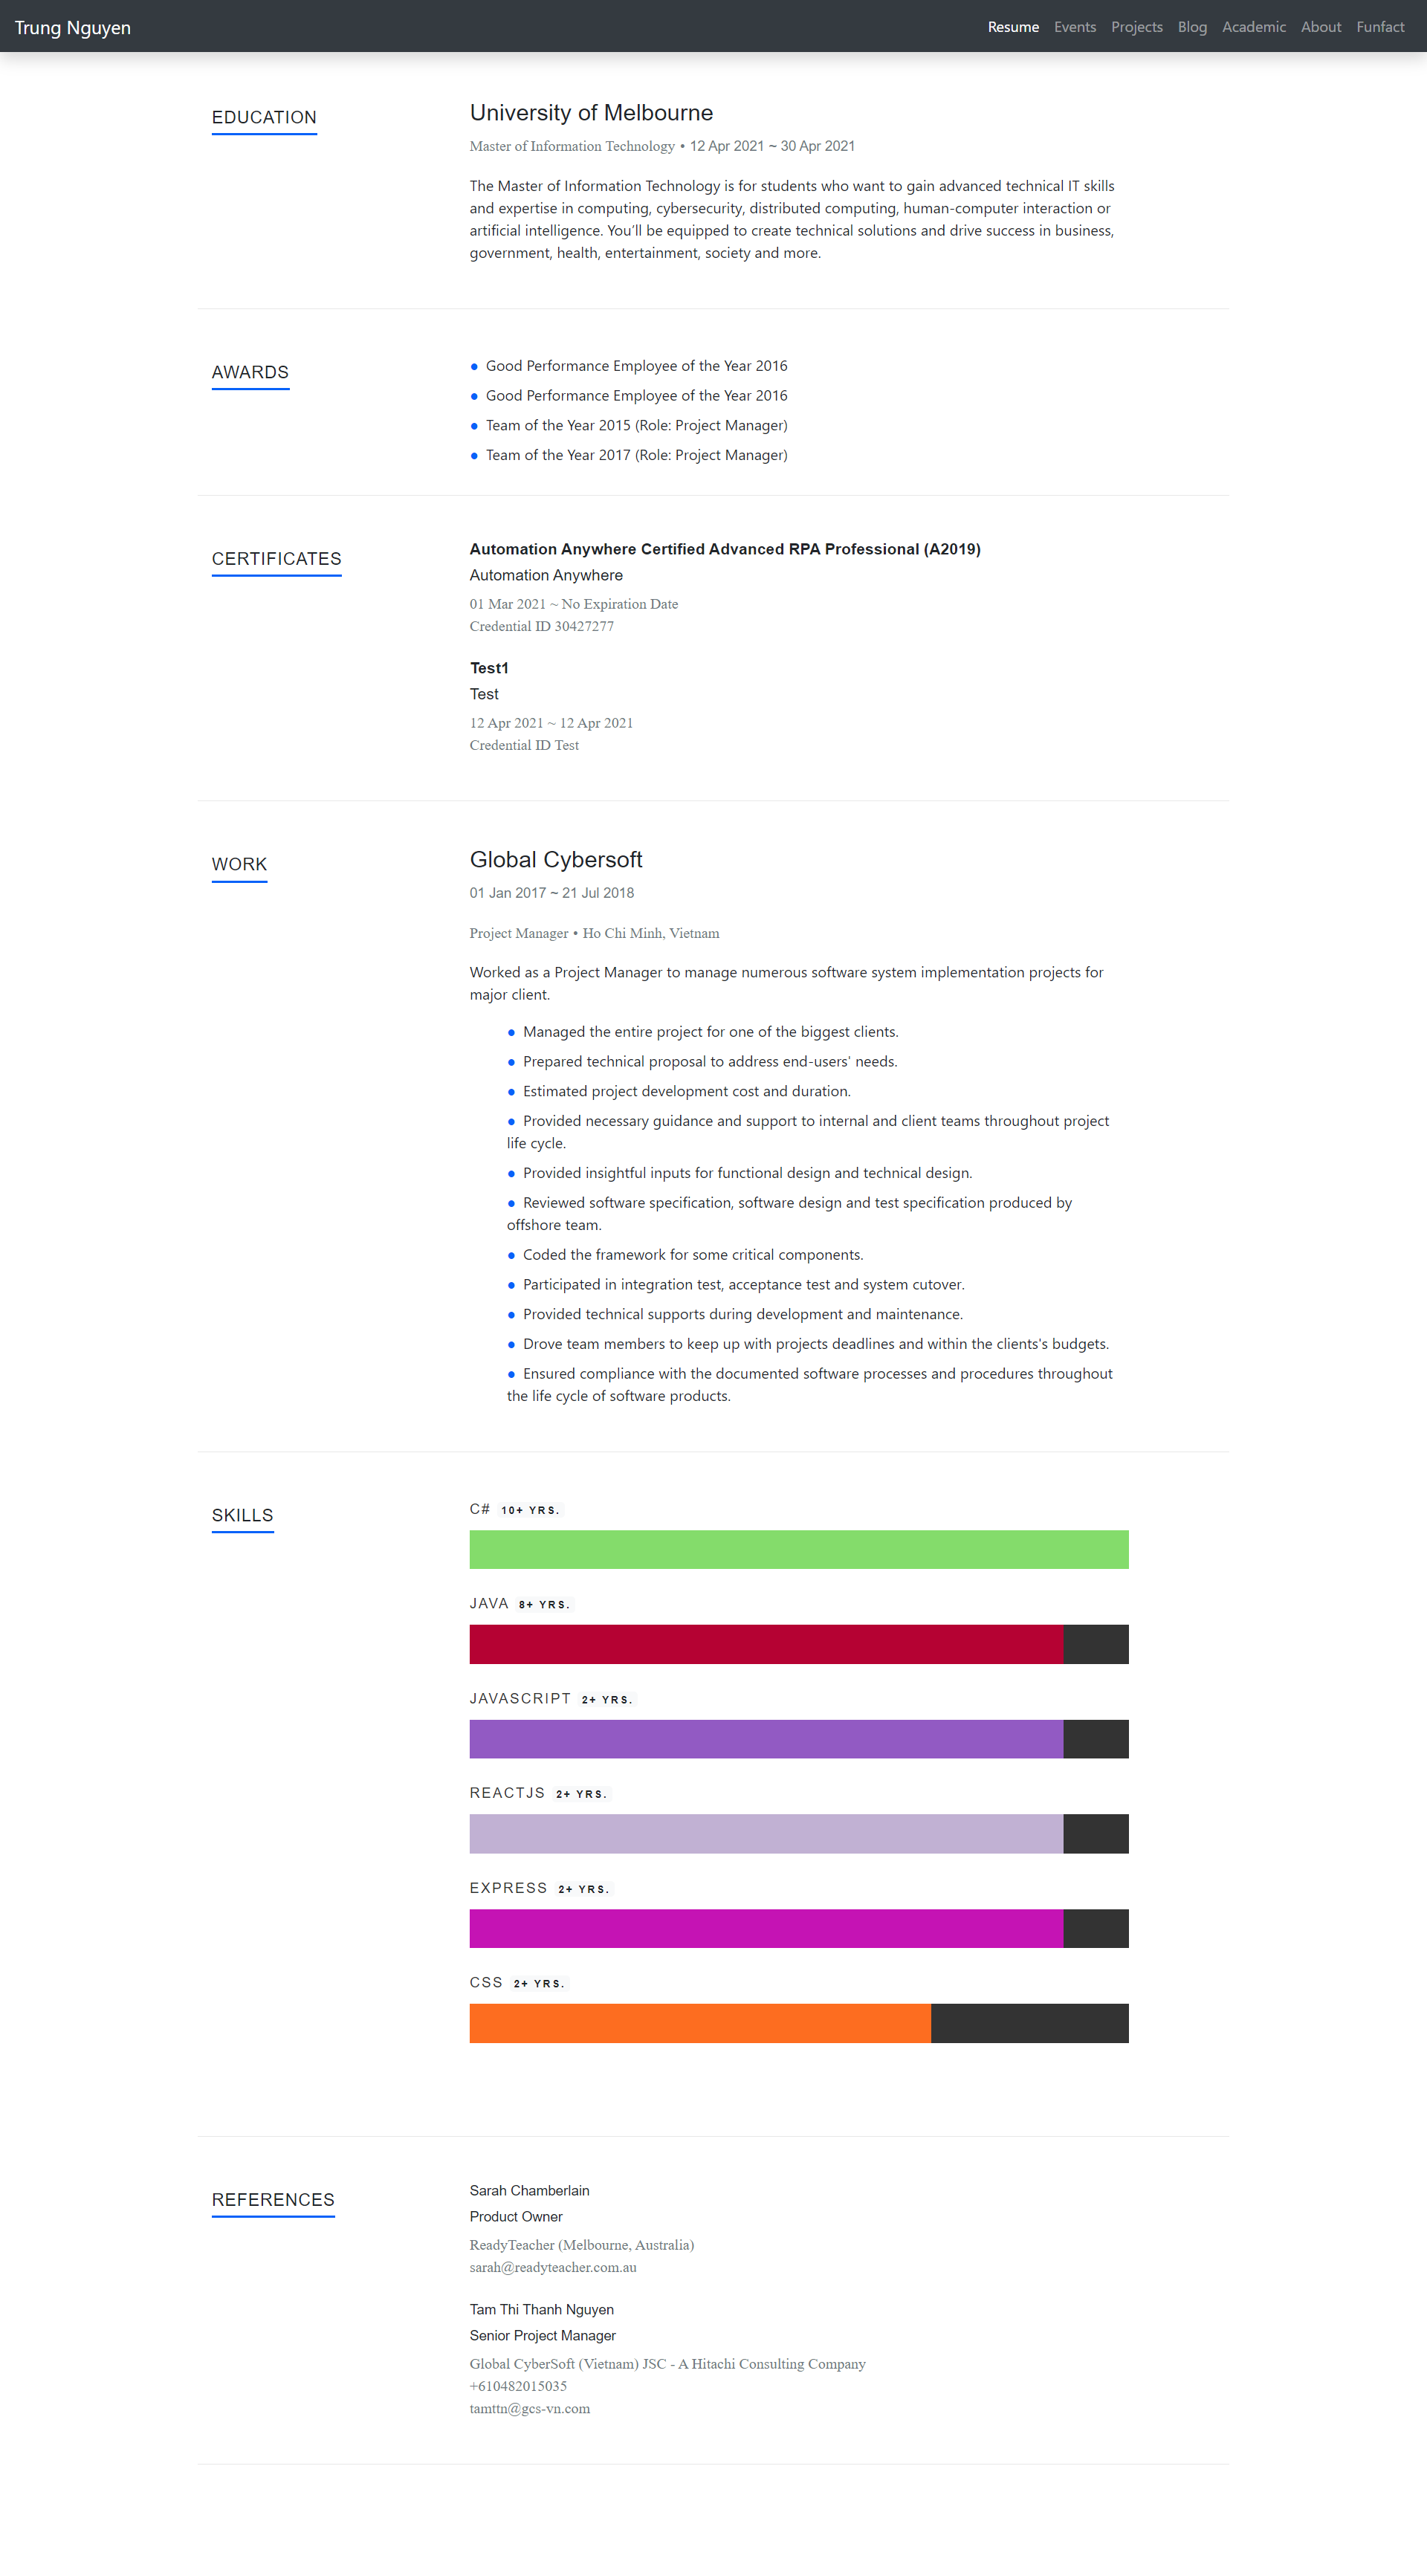 Trung Nguyen
Resume Events Projects Blog Academic About Funfact
EDUCATION
University of Melbourne
Master of Information Technology • 12 Apr 2021 ~ 30 Apr 2021
The Master of Information Technology is for students who want to gain advanced technical IT skills
and expertise in computing, cybersecurity, distributed computing, human-computer interaction or
artificial intelligence. You’ll be equipped to create technical solutions and drive success in business,
government, health, entertainment, society and more.
AWARDS
● Good Performance Employee of the Year 2016
● Good Performance Employee of the Year 2016
● Team of the Year 2015 (Role: Project Manager)
● Team of the Year 2017 (Role: Project Manager)
CERTIFICATES
Automation Anywhere Certified Advanced RPA Professional (A2019)
Automation Anywhere
01 Mar 2021 ~ No Expiration Date
Credential ID 30427277
Test1
Test
12 Apr 2021 ~ 12 Apr 2021
Credential ID Test
WORK
Global Cybersoft
01 Jan 2017 ~ 21 Jul 2018
Project Manager • Ho Chi Minh, Vietnam
Worked as a Project Manager to manage numerous software system implementation projects for
major client.
● Managed the entire project for one of the biggest clients.
● Prepared technical proposal to address end-users' needs.
● Estimated project development cost and duration.
● Provided necessary guidance and support to internal and client teams throughout project
life cycle.
● Provided insightful inputs for functional design and technical design.
● Reviewed software specification, software design and test specification produced by
offshore team.
● Coded the framework for some critical components.
● Participated in integration test, acceptance test and system cutover.
● Provided technical supports during development and maintenance.
● Drove team members to keep up with projects deadlines and within the clients's budgets.
● Ensured compliance with the documented software processes and procedures throughout
the life cycle of software products.
SKILLS
C# 10+ YRS.
JAVA 8+ YRS.
JAVASCRIPT 2+ YRS.
REACTJS 2+ YRS.
EXPRESS 2+ YRS.
CSS 2+ YRS.
REFERENCES
Sarah Chamberlain
Product Owner
ReadyTeacher (Melbourne, Australia)
sarah@readyteacher.com.au
Tam Thi Thanh Nguyen
Senior Project Manager
Global CyberSoft (Vietnam) JSC - A Hitachi Consulting Company
+610482015035
tamttn@gcs-vn.com